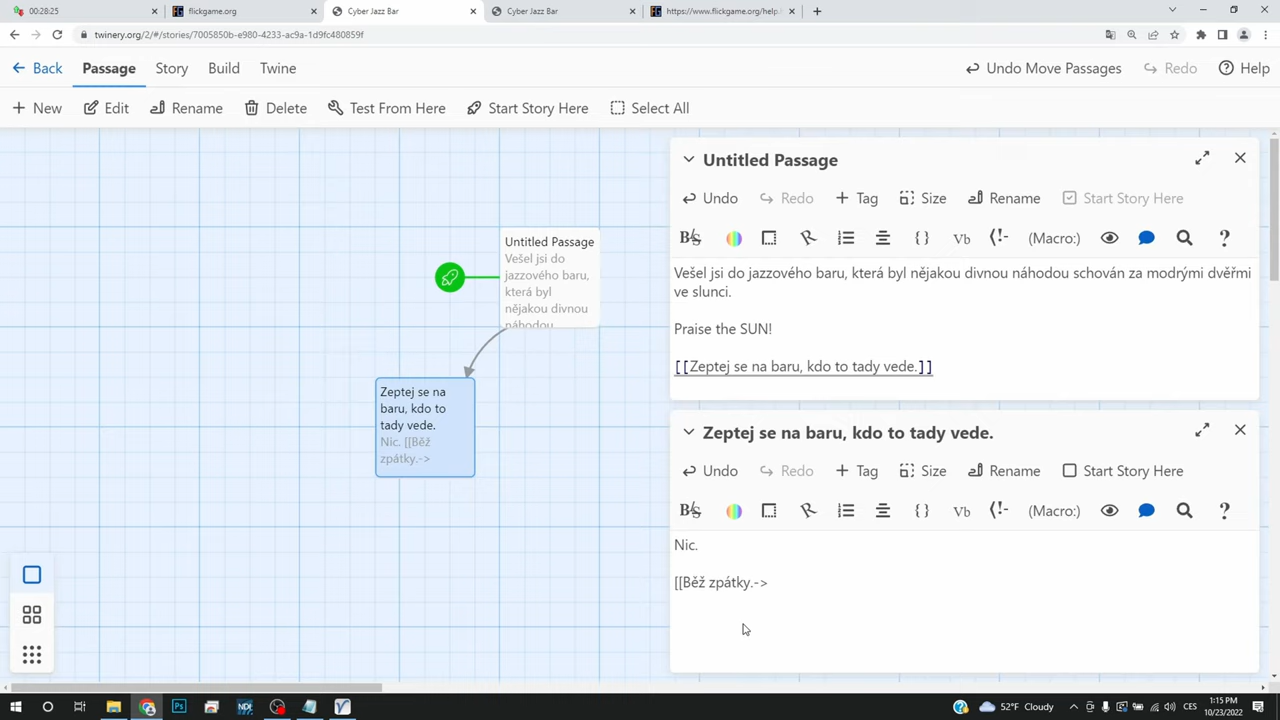 00:28:25
flickgame.org
Cyber Jazz Bar
Cyber Jazz Bar
https://www.flickgame.org/help.
twinery.org/2/#/stories/7005850b-e980-4233-ac9a-1d9fc480859f
Back
Passage
Story
Build
Twine
Undo Move Passages
Redo
Help
New
Edit
Rename
Delete
Test From Here
Start Story Here
Select All
Untitled Passage
Vešel jsi do
jazzového baru,
která byl
nějakou divnou
náhodou
Zeptej se na
baru, kdo to
tady vede.
Nic. [[Běž
zpátky.->
Untitled Passage
Undo
Redo
Tag
Size
Rename
Start Story Here
(Macro:)
Vešel jsi do jazzového baru, která byl nějakou divnou náhodou schován za modrými dvěřmi
ve slunci.
Praise the SUN!
[[Zeptej se na baru, kdo to tady vede.]]
Zeptej se na baru, kdo to tady vede.
Undo
Redo
Tag
Size
Rename
Start Story Here
(Macro:)
Nic.
[[Běž zpátky.->
52°F Cloudy
CES
1:15 PM
10/23/2022